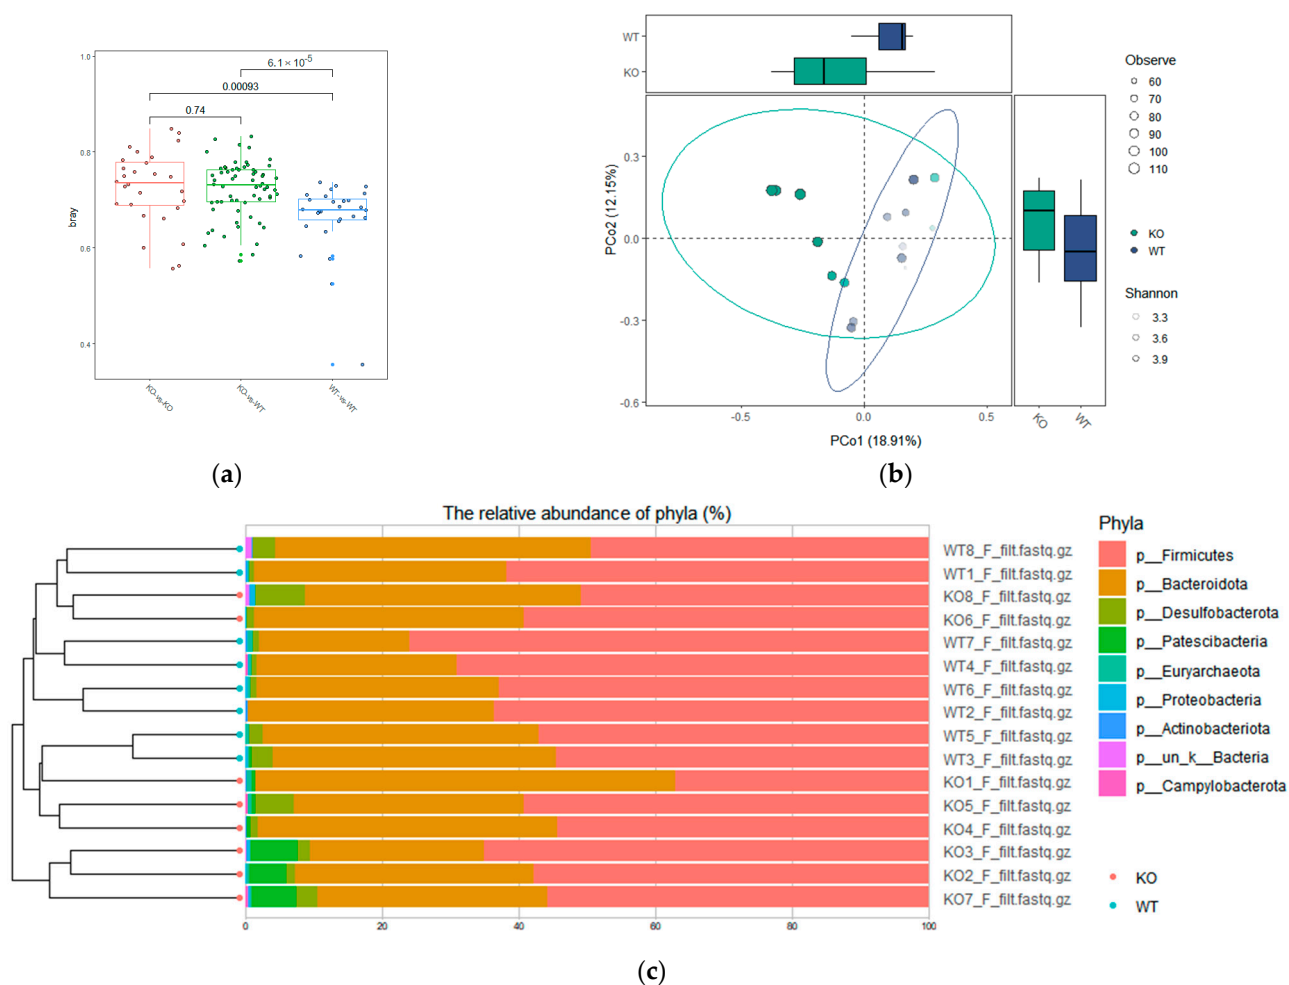 1.0
0.8
0.6
0.4
bray
6.1 × 10⁻⁵
0.00093
0.74
KO-vs-KO
KO-vs-WT
WT-vs-WT
(a)
WT
KO
0.3
0.0
-0.3
-0.6
PCo2 (12.15%)
-0.5
0.0
0.5
PCo1 (18.91%)
KO
WT
Observe
60
70
80
90
100
110
KO
WT
Shannon
3.3
3.6
3.9
(b)
The relative abundance of phyla (%)
WT8_F_filt.fastq.gz
WT1_F_filt.fastq.gz
KO8_F_filt.fastq.gz
KO6_F_filt.fastq.gz
WT7_F_filt.fastq.gz
WT4_F_filt.fastq.gz
WT6_F_filt.fastq.gz
WT2_F_filt.fastq.gz
WT5_F_filt.fastq.gz
WT3_F_filt.fastq.gz
KO1_F_filt.fastq.gz
KO5_F_filt.fastq.gz
KO4_F_filt.fastq.gz
KO3_F_filt.fastq.gz
KO2_F_filt.fastq.gz
KO7_F_filt.fastq.gz
0 20 40 60 80 100
Phyla
p__Firmicutes
p__Bacteroidota
p__Desulfobacterota
p__Patescibacteria
p__Euryarchaeota
p__Proteobacteria
p__Actinobacteriota
p__un_k__Bacteria
p__Campylobacterota
KO
WT
(c)